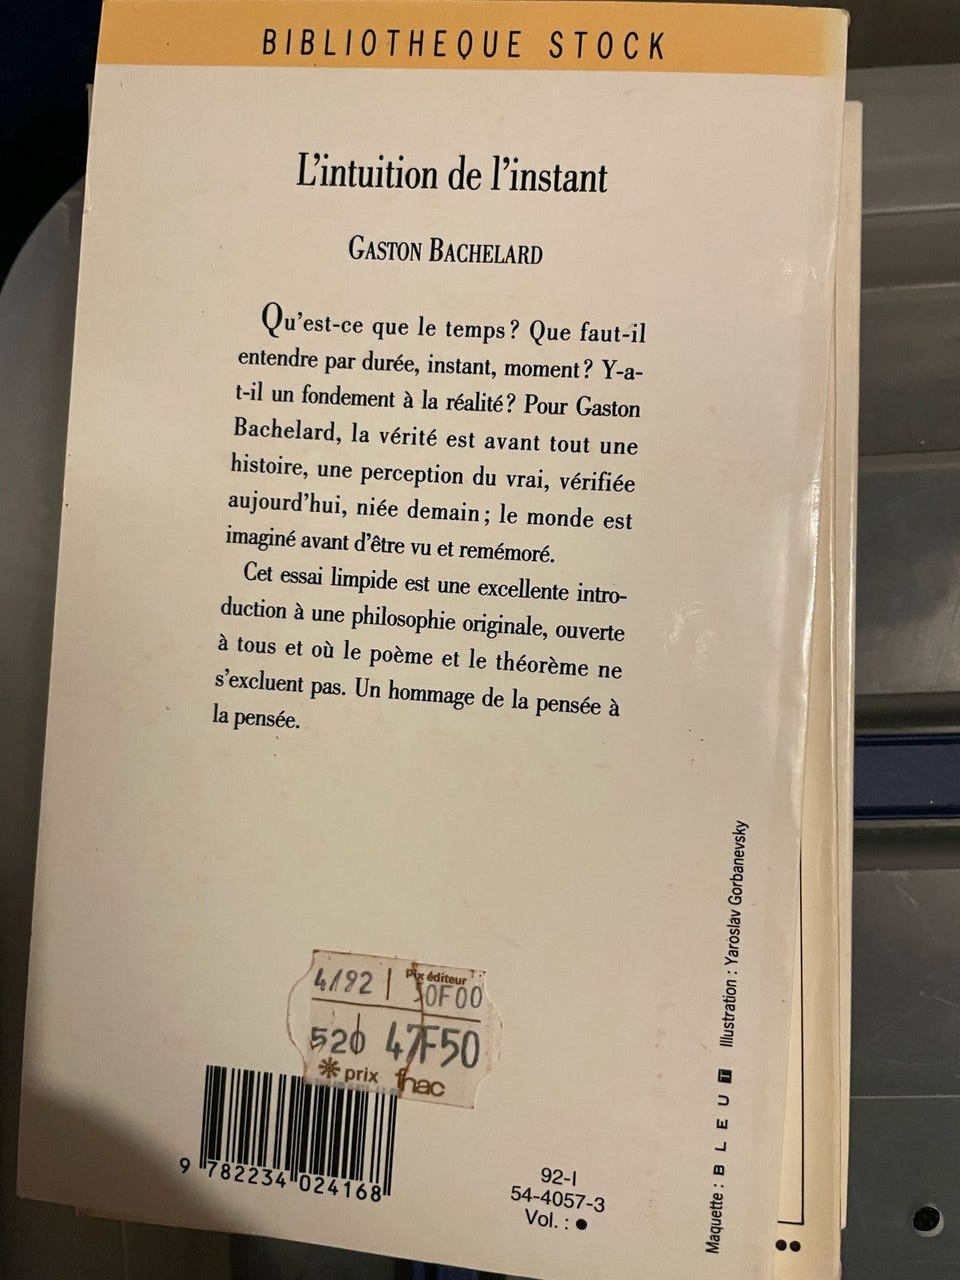 BIBLIOTHEQUE STOCK
L'intuition de l'instant
GASTON BACHELARD
Qu'est-ce que le temps ? Que faut-il
entendre par durée, instant, moment ? Y-a-
t-il un fondement à la réalité ? Pour Gaston
Bachelard, la vérité est avant tout une
histoire, une perception du vrai, vérifiée
aujourd'hui, niée demain ; le monde est
imaginé avant d'être vu et remémoré.
Cet essai limpide est une excellente intro-
duction à une philosophie originale, ouverte
à tous et où le poème et le théorème ne
s'excluent pas. Un hommage de la pensée à
la pensée.
4/92
éditeur
50F00
520 47F50
prix fnac
9 782234 024168
92-I
54-4057-3
Vol. : ●
Maquette : BLEUT Illustration : Yaroslav Gorbanevsky